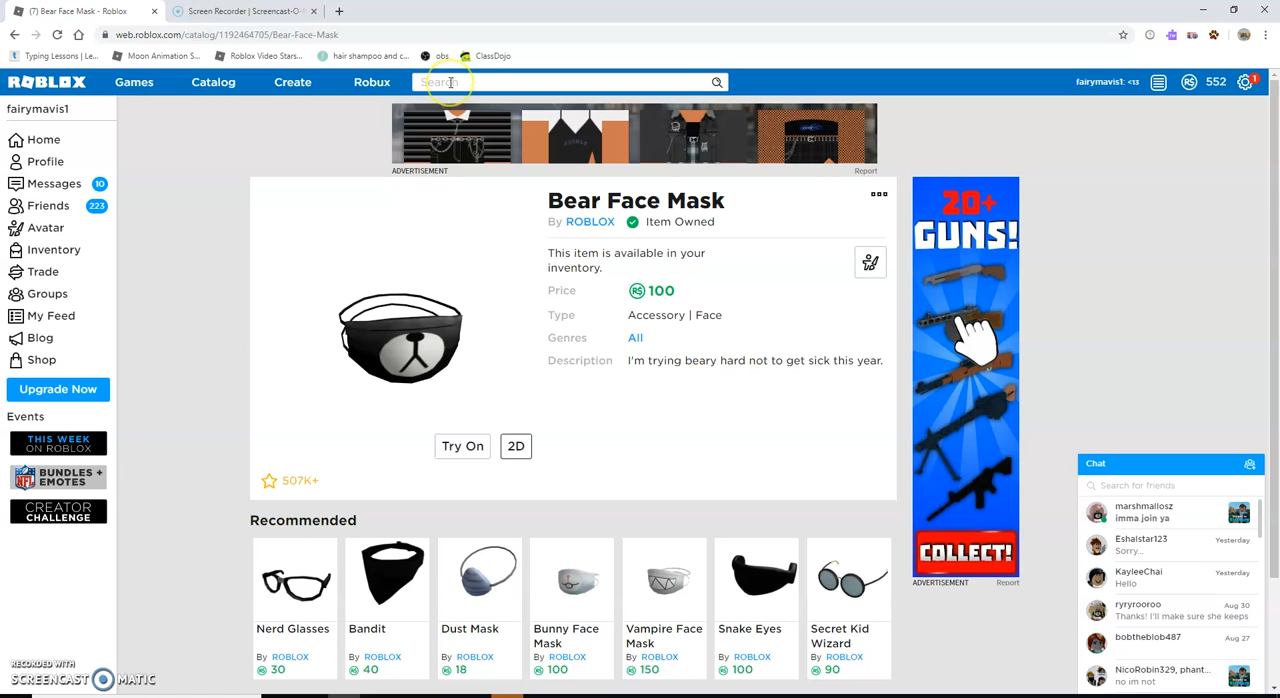 (7) Bear Face Mask - Roblox
Screen Recorder | Screencast-O-M
web.roblox.com/catalog/1192464705/Bear-Face-Mask
Typing Lessons | Le...
Moon Animation S...
Roblox Video Stars...
hair shampoo and c...
obs
ClassDojo
ROBLOX
Games
Catalog
Create
Robux
Search
fairymavis1: <13
552
1
fairymavis1
Home
Profile
Messages 10
Friends 223
Avatar
Inventory
Trade
Groups
My Feed
Blog
Shop
Upgrade Now
Events
THIS WEEK
ON ROBLOX
NFL
BUNDLES +
EMOTES
CREATOR
CHALLENGE
ADVERTISEMENT
Report
Bear Face Mask
By ROBLOX Item Owned
This item is available in your
inventory.
Price R$ 100
Type Accessory | Face
Genres All
Description I'm trying beary hard not to get sick this year.
Try On
2D
507K+
20+
GUNS!
COLLECT!
ADVERTISEMENT
Report
Recommended
Nerd Glasses
By ROBLOX
30
Bandit
By ROBLOX
40
Dust Mask
By ROBLOX
18
Bunny Face
Mask
By ROBLOX
100
Vampire Face
Mask
By ROBLOX
150
Snake Eyes
By ROBLOX
100
Secret Kid
Wizard
By ROBLOX
90
Chat
Search for friends
marshmallosz
imma join ya
Eshalstar123 Yesterday
Sorry...
KayleeChai Yesterday
Hello
ryryrooroo Aug 30
Thanks! I'll make sure she keeps
bobtheblob487 Aug 27
NicoRobin329, phant...
no im not
RECORDED WITH
SCREENCAST MATIC